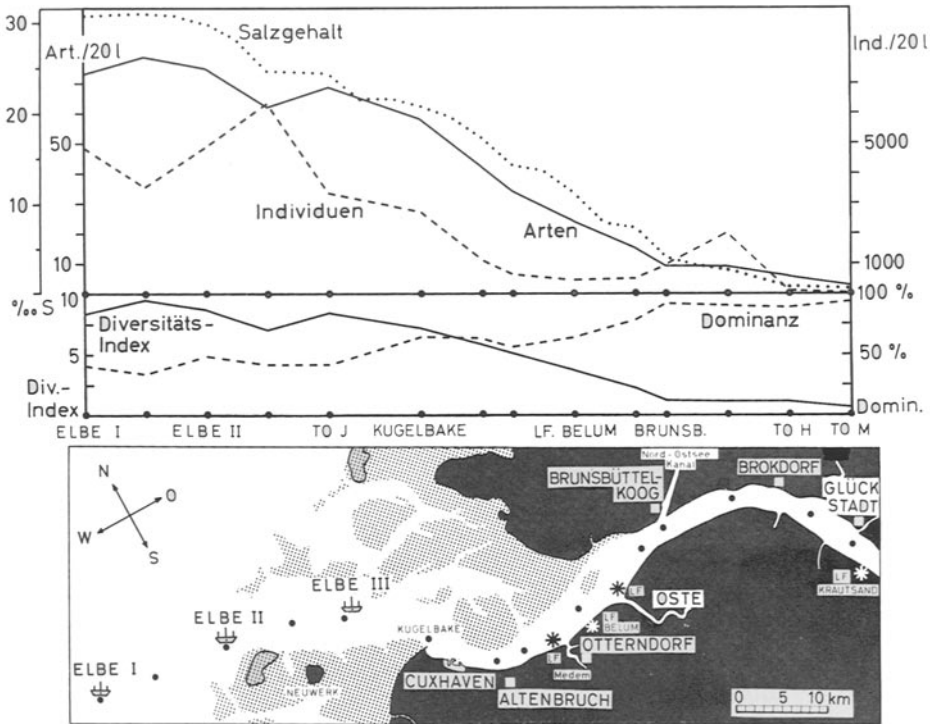 30
Art./20 l
Salzgehalt
Ind./20 l
20
50
5000
10
Individuen
Arten
10
1000
‰ S
10
100 %
Diversitäts-
Index
Dominanz
5
50 %
Div.-
Index
Domin.
ELBE I
ELBE II
TO J
KUGELBAKE
LF. BELUM
BRUNSB.
TO H
TO M
N
O
W
S
BRUNSBÜTTEL-
KOOG
Nord-Ostsee
Kanal
BROKDORF
GLÜCK
STADT
LF
KRAUTSAND
ELBE III
ELBE II
ELBE I
NEUWERK
KUGELBAKE
CUXHAVEN
ALTENBRUCH
LF
Medem
OTTERNDORF
LF
BELUM
LF
OSTE
0 5 10 km